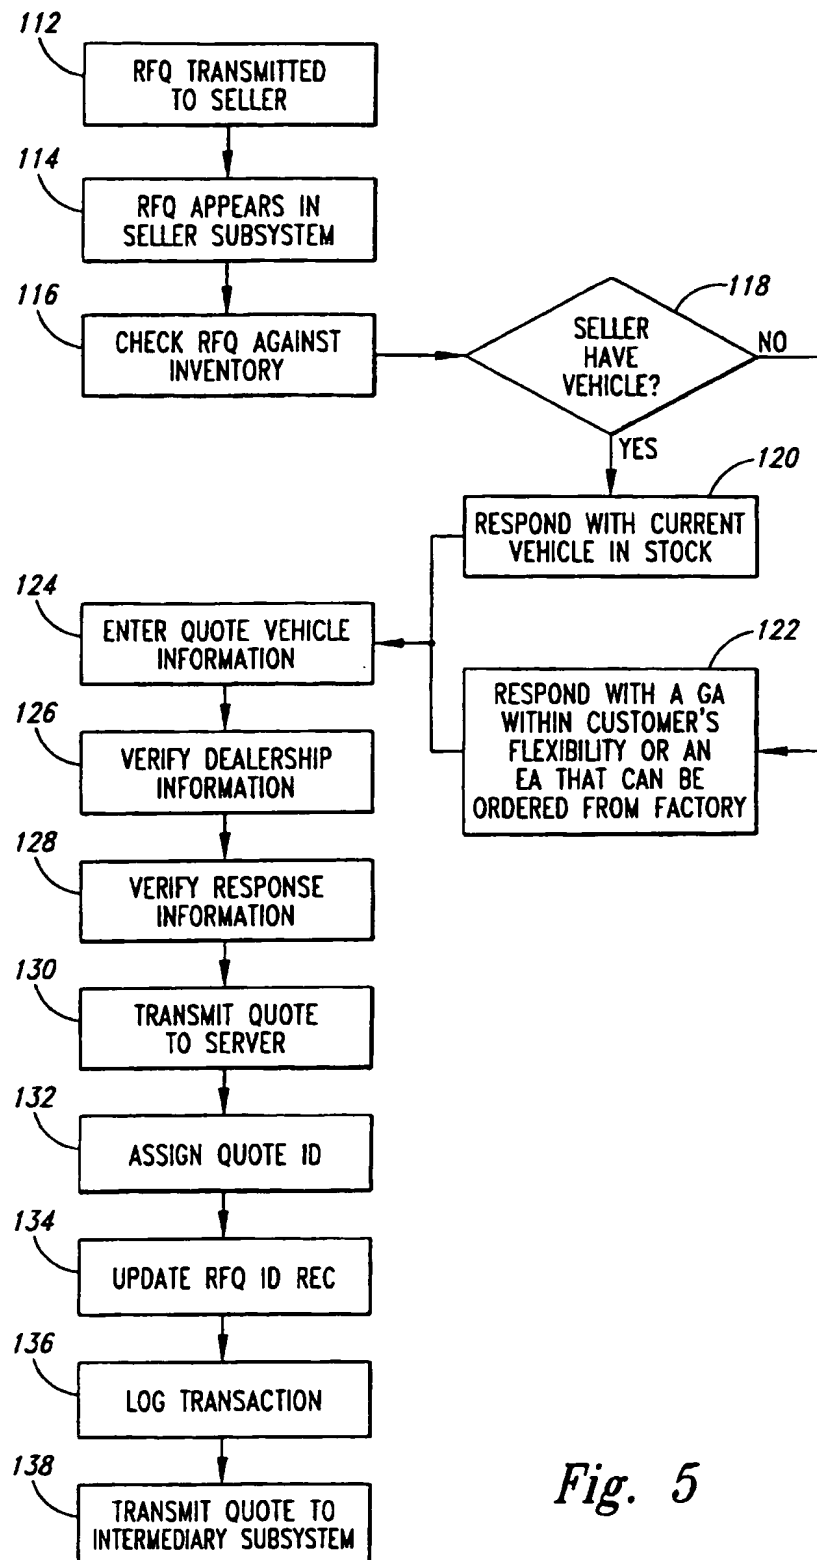 112
RFQ TRANSMITTED
TO SELLER
114
RFQ APPEARS IN
SELLER SUBSYSTEM
116
CHECK RFQ AGAINST
INVENTORY
118
SELLER
HAVE
VEHICLE?
NO
YES
120
RESPOND WITH CURRENT
VEHICLE IN STOCK
122
RESPOND WITH A GA
WITHIN CUSTOMER'S
FLEXIBILITY OR AN
EA THAT CAN BE
ORDERED FROM FACTORY
124
ENTER QUOTE VEHICLE
INFORMATION
126
VERIFY DEALERSHIP
INFORMATION
128
VERIFY RESPONSE
INFORMATION
130
TRANSMIT QUOTE
TO SERVER
132
ASSIGN QUOTE ID
134
UPDATE RFQ ID REC
136
LOG TRANSACTION
138
TRANSMIT QUOTE TO
INTERMEDIARY SUBSYSTEM
Fig. 5